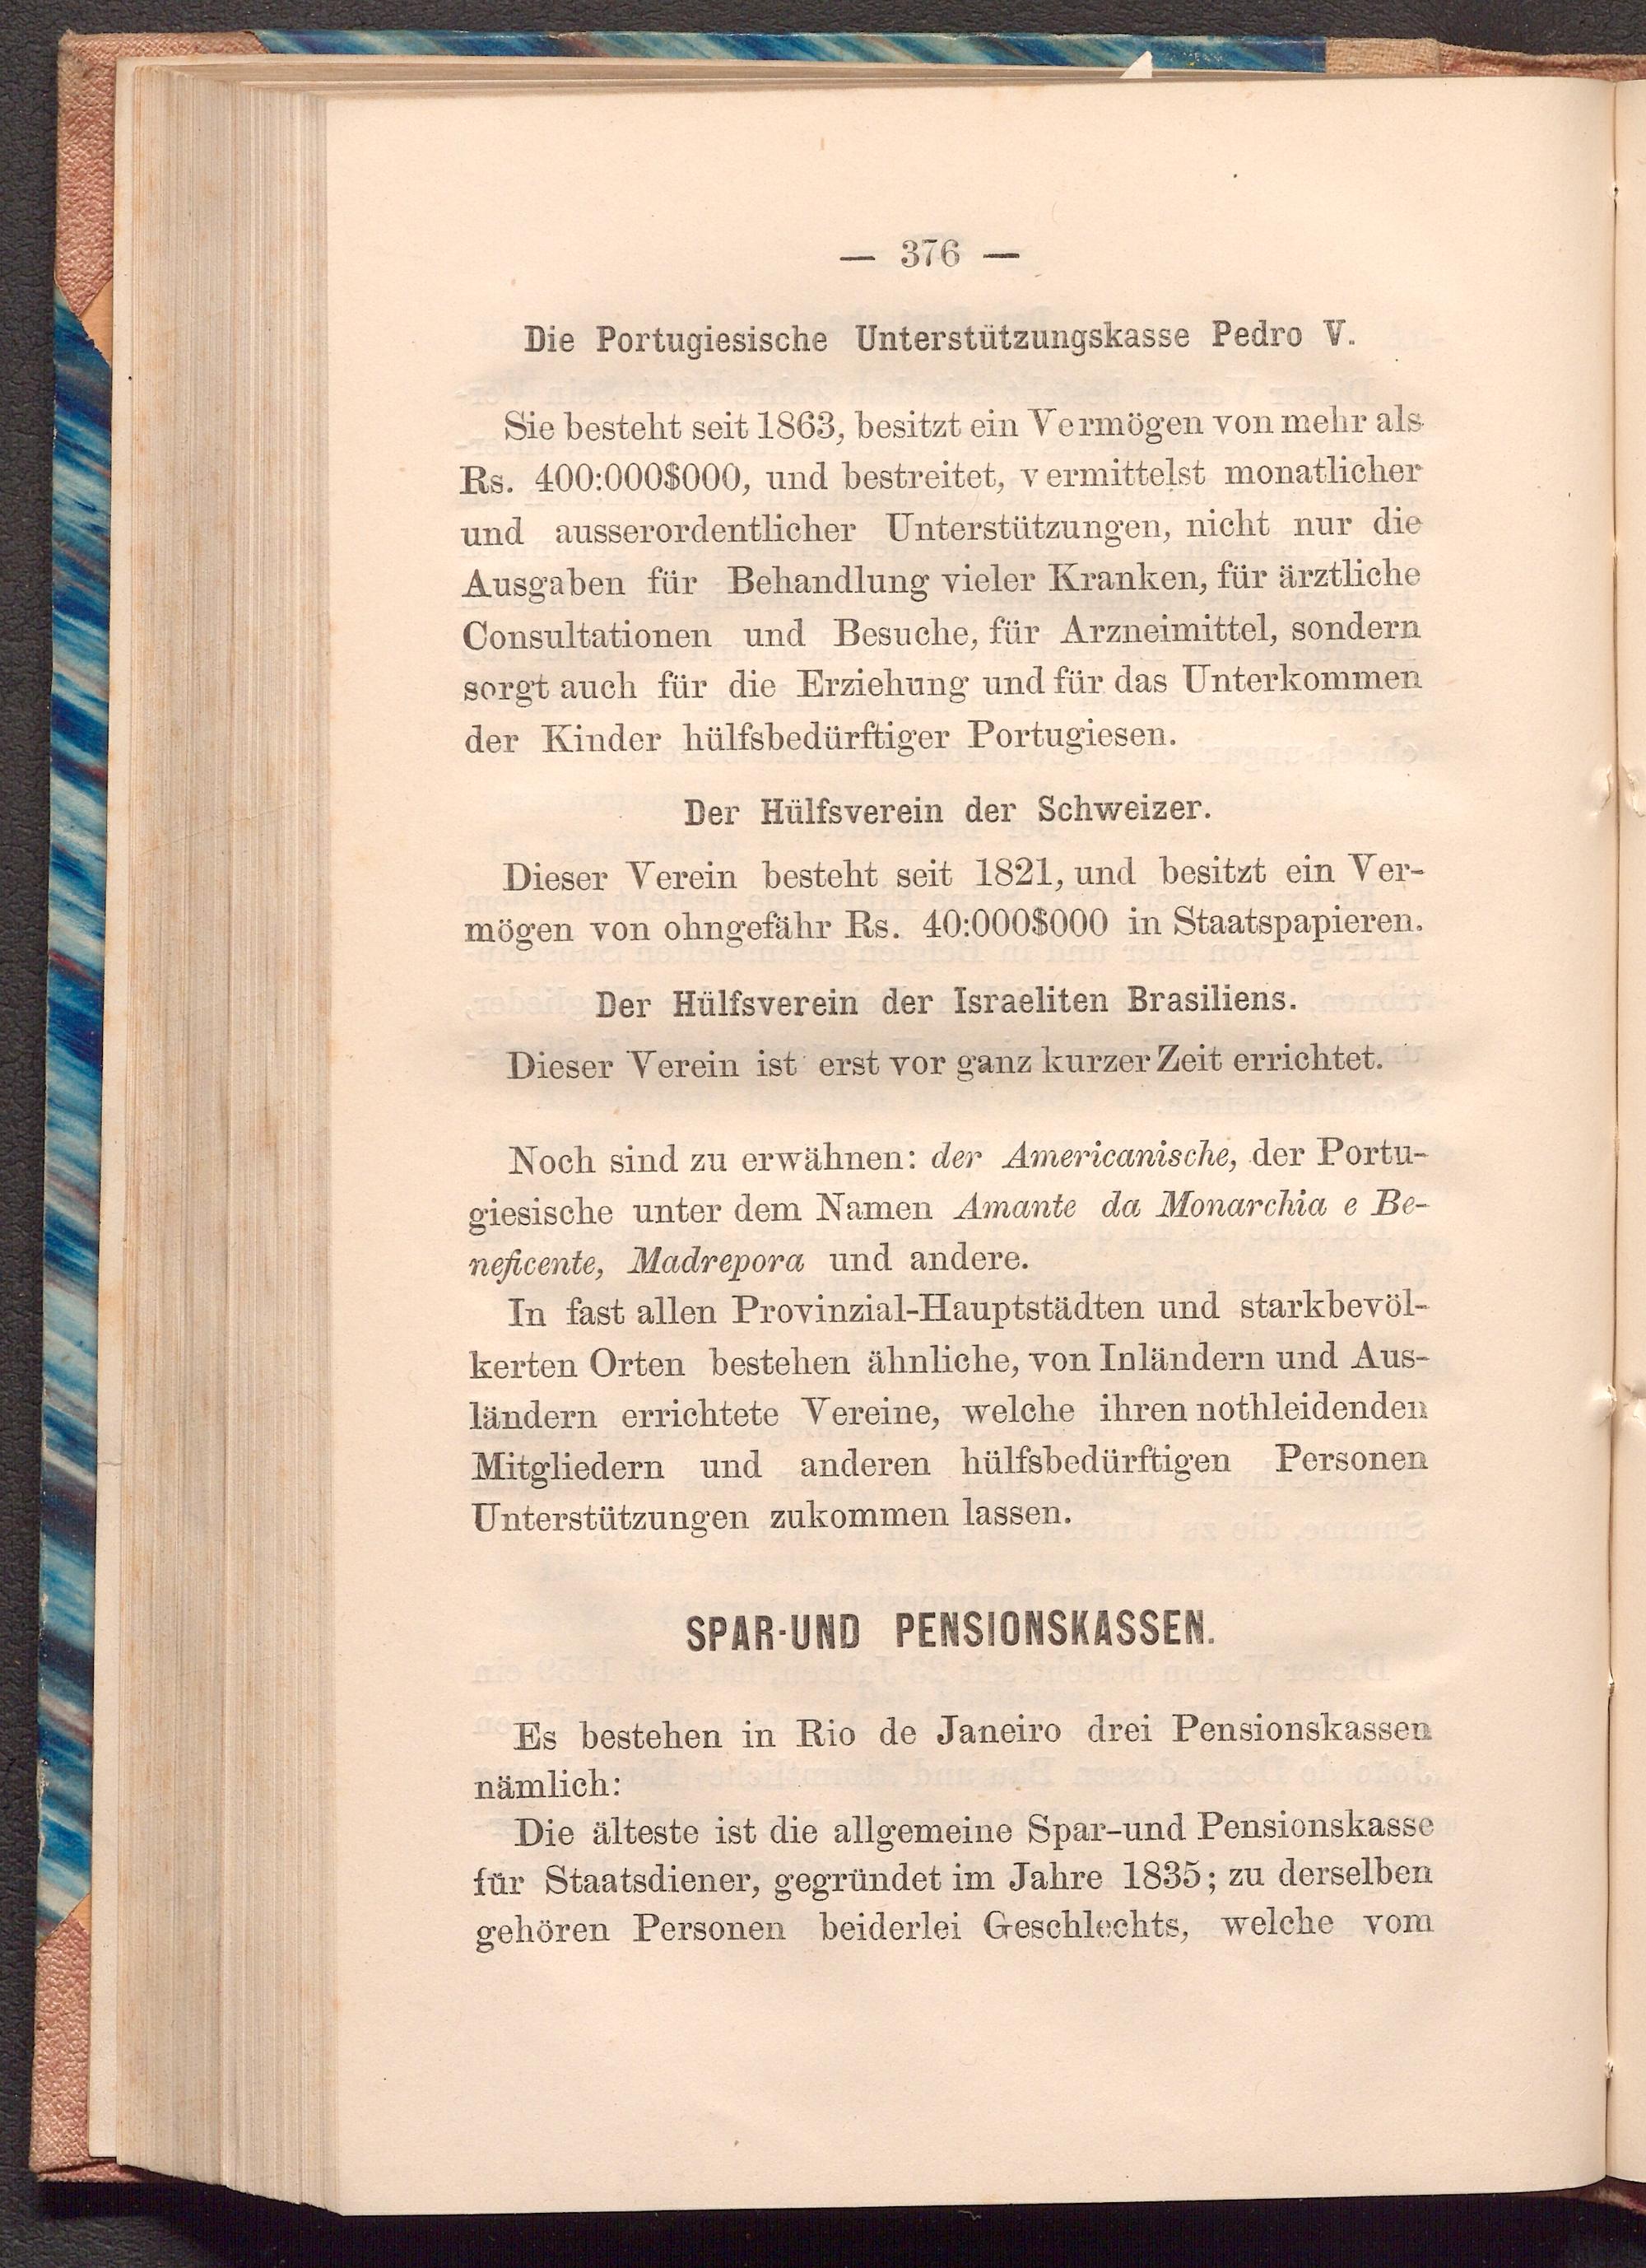 — 376 —
Die Portugiesische Unterstützungskasse Pedro V.
Sie besteht seit 1863, besitzt ein Vermögen von mehr als
Rs. 400:000$000, und bestreitet, vermittelst monatlicher
und ausserordentlicher Unterstützungen, nicht nur die
Ausgaben für Behandlung vieler Kranken, für ärztliche
Consultationen und Besuche, für Arzneimittel, sondern
sorgt auch für die Erziehung und für das Unterkommen
der Kinder hülfsbedürftiger Portugiesen.
Der Hülfsverein der Schweizer.
Dieser Verein besteht seit 1821, und besitzt ein Ver-
mögen von ohngefähr Rs. 40:000$000 in Staatspapieren.
Der Hülfsverein der Israeliten Brasiliens.
Dieser Verein ist erst vor ganz kurzer Zeit errichtet.
Noch sind zu erwähnen: der Americanische, der Portu-
giesische unter dem Namen Amante da Monarchia e Be-
neficente, Madrepora und andere.
In fast allen Provinzial-Hauptstädten und starkbevöl-
kerten Orten bestehen ähnliche, von Inländern und Aus-
ländern errichtete Vereine, welche ihren nothleidenden
Mitgliedern und anderen hülfsbedürftigen Personen
Unterstützungen zukommen lassen.
SPAR-UND PENSIONSKASSEN.
Es bestehen in Rio de Janeiro drei Pensionskassen
nämlich:
Die älteste ist die allgemeine Spar-und Pensionskasse
für Staatsdiener, gegründet im Jahre 1835; zu derselben
gehören Personen beiderlei Geschlechts, welche vom